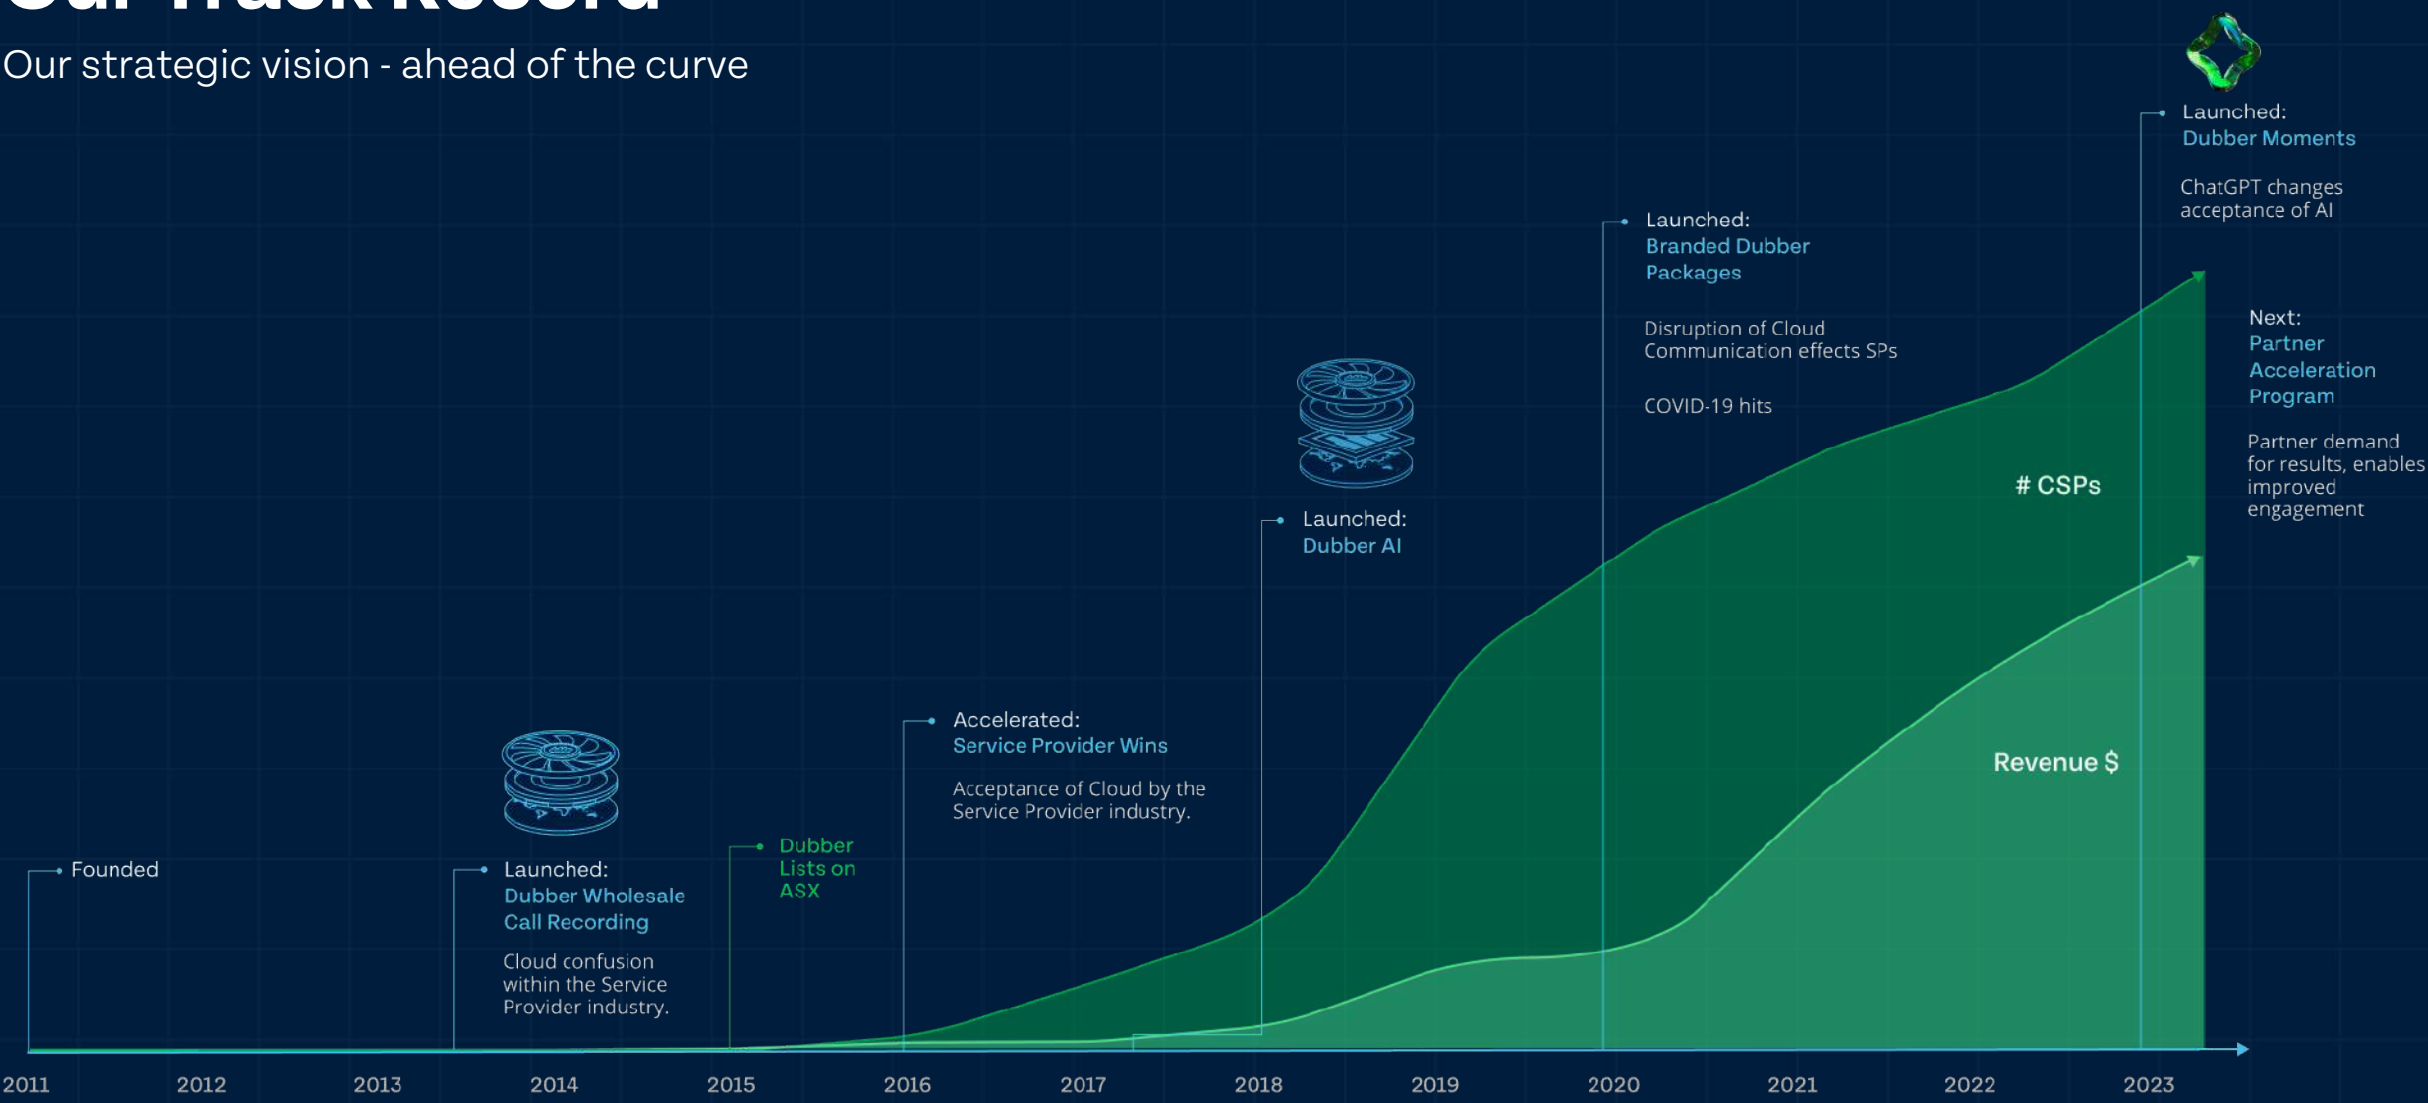 Our Track Record
Our strategic vision - ahead of the curve
Launched:
Dubber Moments
ChatGPT changes
acceptance of AI
Launched:
Branded Dubber
Packages
Disruption of Cloud
Communication effects SPs
COVID-19 hits
Next:
Partner
Acceleration
Program
Partner demand
for results, enables
improved
engagement
# CSPs
Launched:
Dubber AI
Accelerated:
Service Provider Wins
Acceptance of Cloud by the
Service Provider industry.
Revenue $
Dubber
Lists on
ASX
Founded
Launched:
Dubber Wholesale
Call Recording
Cloud confusion
within the Service
Provider industry.
2011 2012 2013 2014 2015 2016 2017 2018 2019 2020 2021 2022 2023